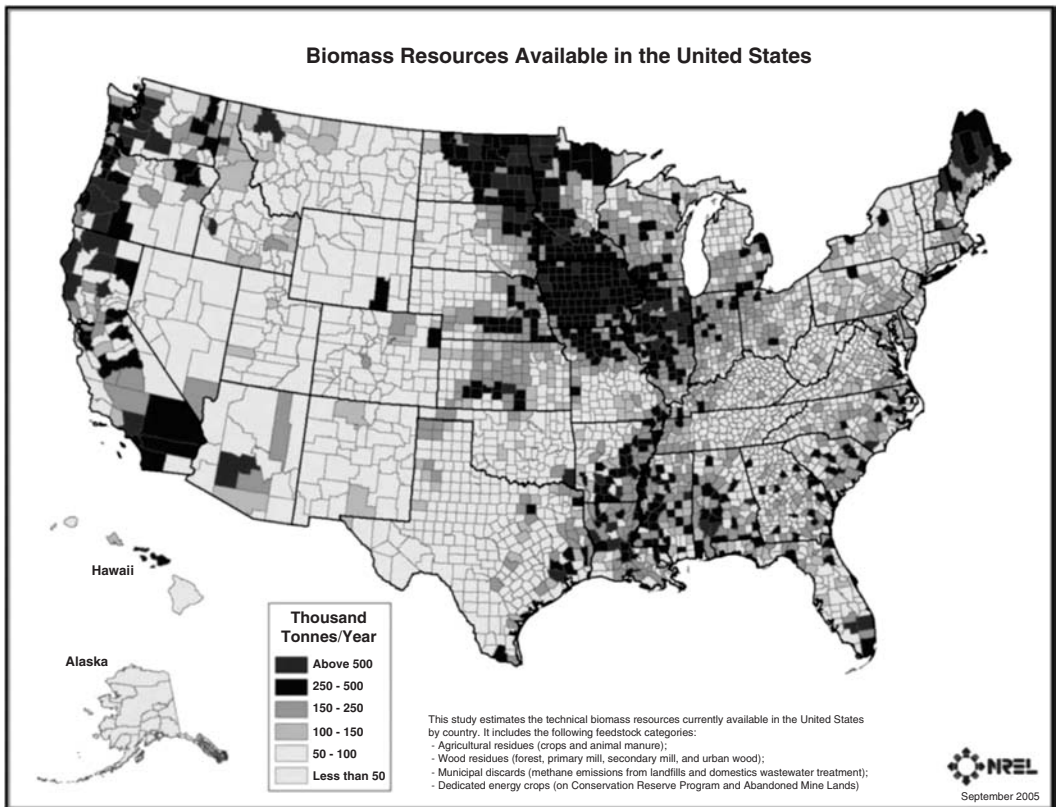 Biomass Resources Available in the United States
Hawaii
Alaska
Thousand
Tonnes/Year
Above 500
250 - 500
150 - 250
100 - 150
50 - 100
Less than 50
This study estimates the technical biomass resources currently available in the United States
by country. It includes the following feedstock categories:
- Agricultural residues (crops and animal manure);
- Wood residues (forest, primary mill, secondary mill, and urban wood);
- Municipal discards (methane emissions from landfills and domestics wastewater treatment);
- Dedicated energy crops (on Conservation Reserve Program and Abandoned Mine Lands)
NREL
September 2005